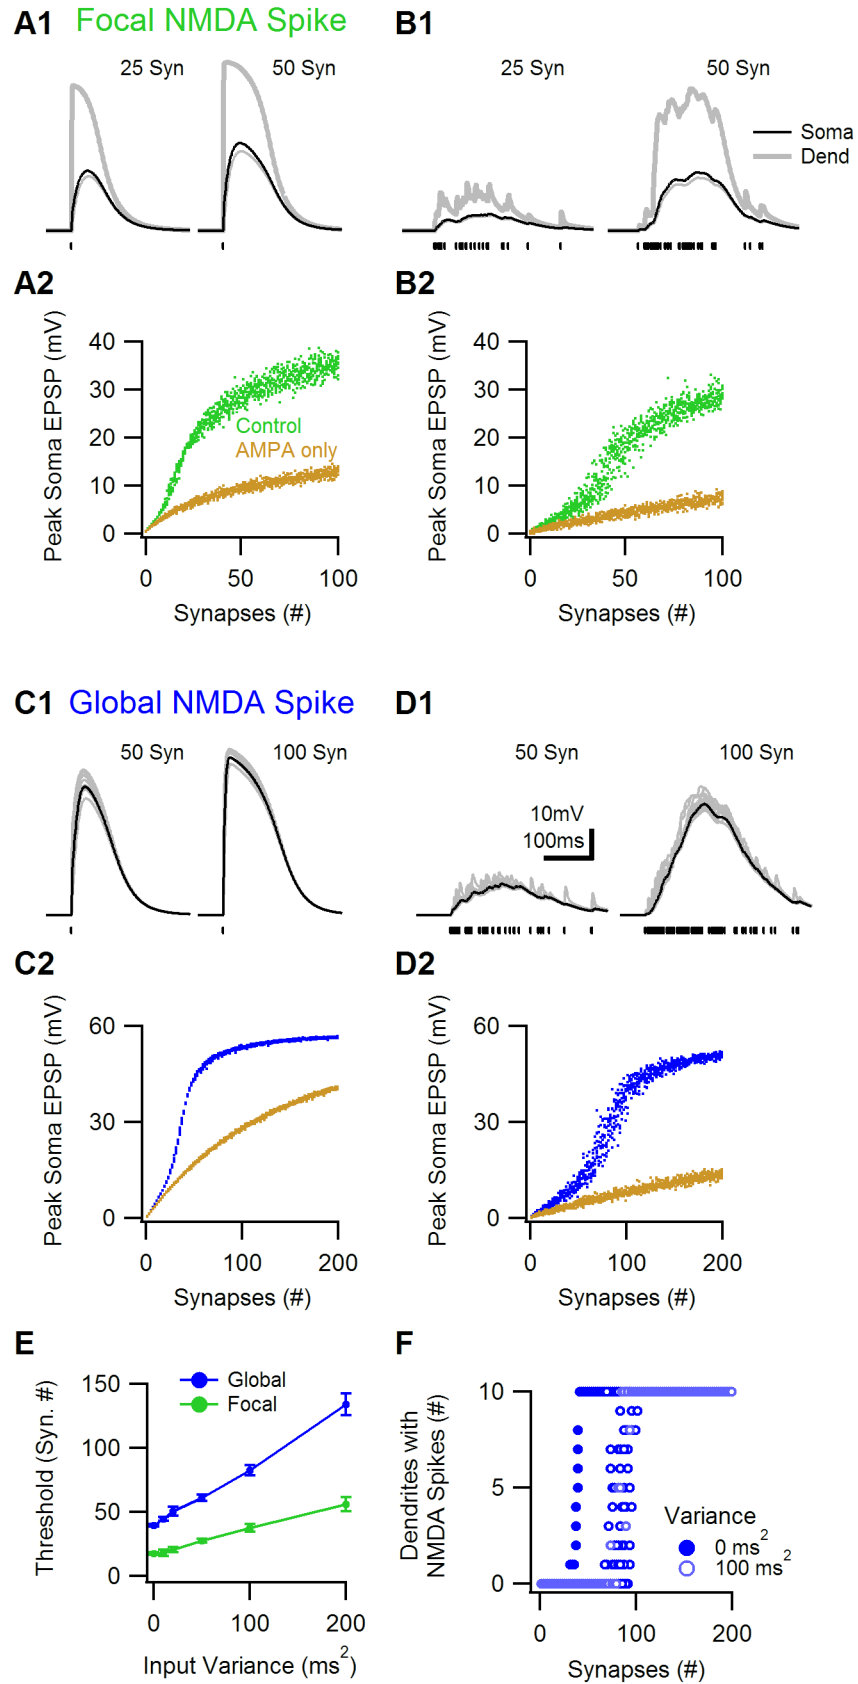 A1 Focal NMDA Spike
B1
25 Syn
50 Syn
25 Syn
50 Syn
Soma
Dend
A2
Peak Soma EPSP (mV)
40
30
20
10
0
Control
AMPA only
0
50
100
Synapses (#)
B2
Peak Soma EPSP (mV)
40
30
20
10
0
0
50
100
Synapses (#)
C1 Global NMDA Spike
D1
50 Syn
100 Syn
50 Syn
100 Syn
10mV
100ms
C2
Peak Soma EPSP (mV)
60
30
0
0
100
200
Synapses (#)
D2
Peak Soma EPSP (mV)
60
30
0
0
100
200
Synapses (#)
E
Global
Focal
Threshold (Syn. #)
150
100
50
0
0
100
200
Input Variance (ms²)
F
Dendrites with
NMDA Spikes (#)
10
5
0
Variance
0 ms²
100 ms²
0
100
200
Synapses (#)